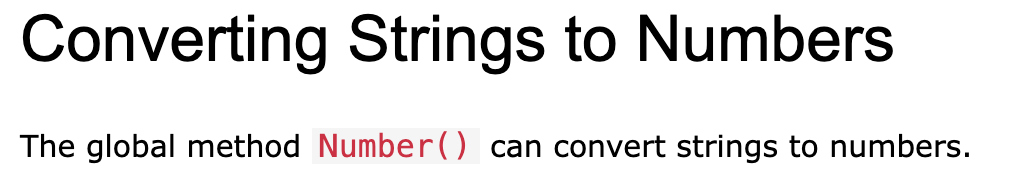 Converting Strings to Numbers
The global method Number() can convert strings to numbers.